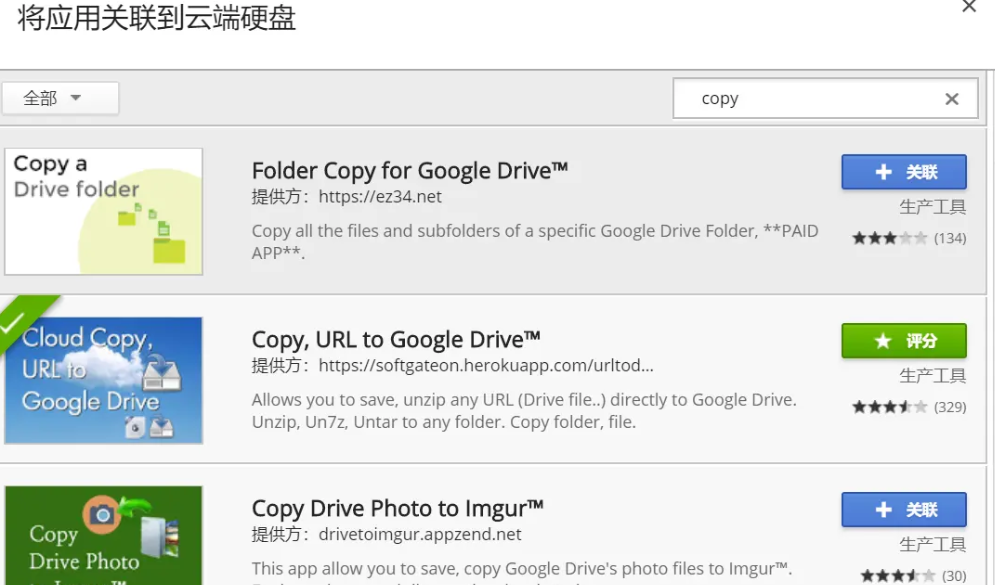 将应用关联到云端硬盘
全部
copy
Copy a
Drive folder
Folder Copy for Google Drive™
提供方：https://ez34.net
Copy all the files and subfolders of a specific Google Drive Folder, **PAID
APP**.
关联
生产工具
(134)
Cloud Copy,
URL to
Google Drive
Copy, URL to Google Drive™
提供方：https://softgateon.herokuapp.com/urltod...
Allows you to save, unzip any URL (Drive file..) directly to Google Drive.
Unzip, Un7z, Untar to any folder. Copy folder, file.
评分
生产工具
(329)
Copy
Drive Photo
Copy Drive Photo to Imgur™
提供方：drivetoimgur.appzend.net
This app allow you to save, copy Google Drive's photo files to Imgur™.
关联
生产工具
(30)